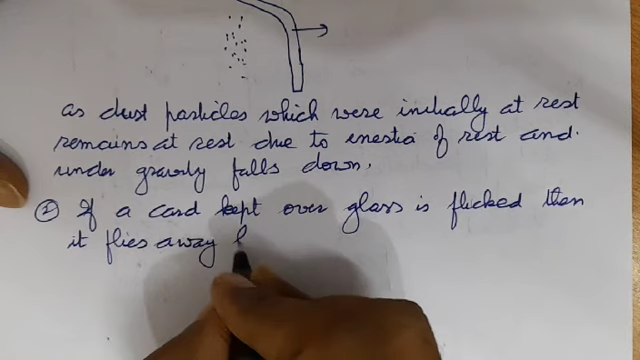 as dust particles which were initially at rest
remains at rest due to inertia of rest and
under gravity falls down.
② If a card kept over glass is flicked then
it flies away